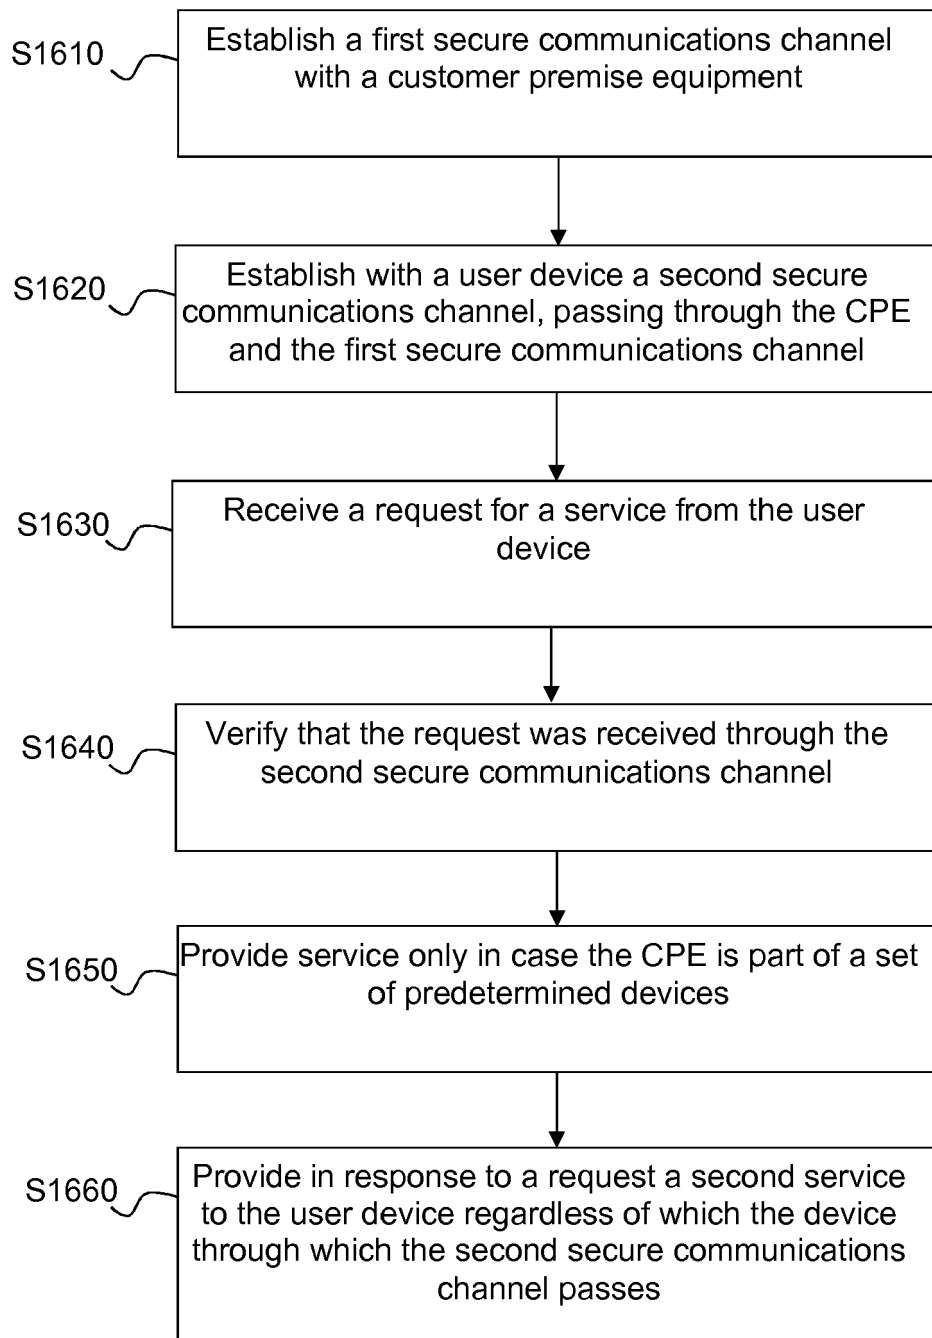 S1610
Establish a first secure communications channel
with a customer premise equipment
S1620
Establish with a user device a second secure
communications channel, passing through the CPE
and the first secure communications channel
S1630
Receive a request for a service from the user
device
S1640
Verify that the request was received through the
second secure communications channel
S1650
Provide service only in case the CPE is part of a set
of predetermined devices
S1660
Provide in response to a request a second service
to the user device regardless of which the device
through which the second secure communications
channel passes